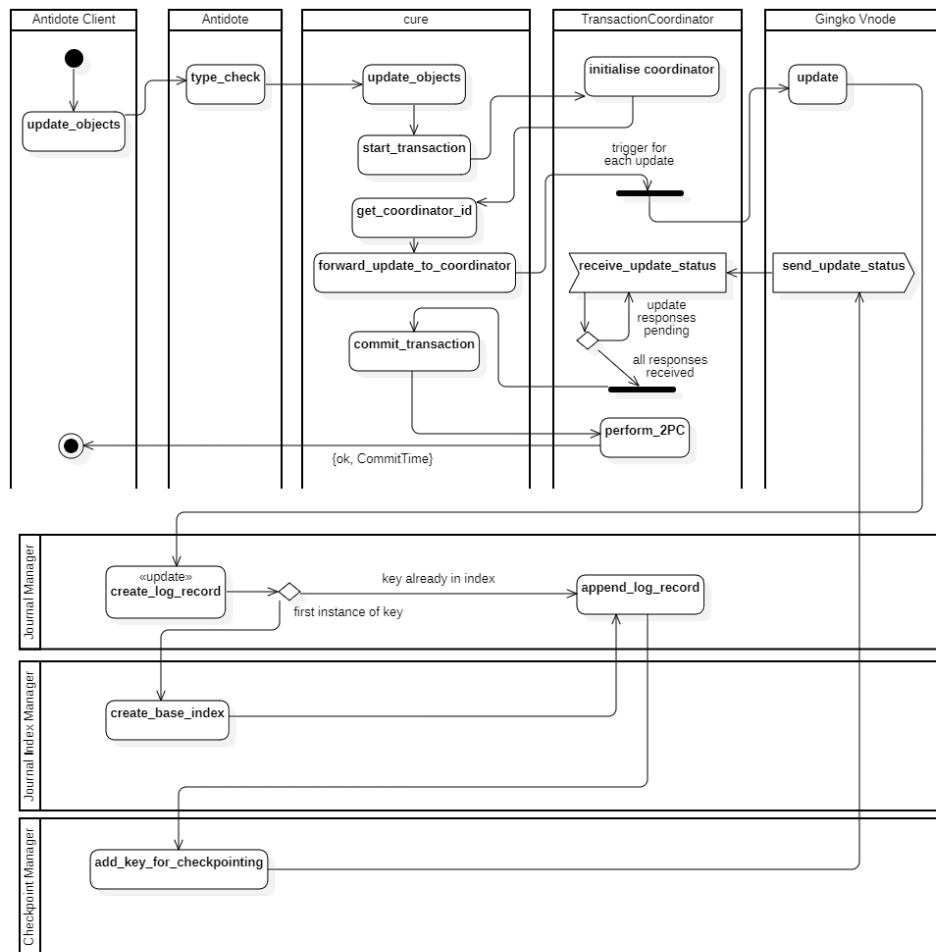 Antidote Client
Antidote
cure
TransactionCoordinator
Gingko Vnode
update_objects
type_check
update_objects
start_transaction
get_coordinator_id
forward_update_to_coordinator
commit_transaction
initialise coordinator
trigger for
each update
receive_update_status
update
responses
pending
all responses
received
perform_2PC
{ok, CommitTime}
update
send_update_status
Journal Manager
«update»
create_log_record
key already in index
first instance of key
append_log_record
Journal Index Manager
create_base_index
Checkpoint Manager
add_key_for_checkpointing